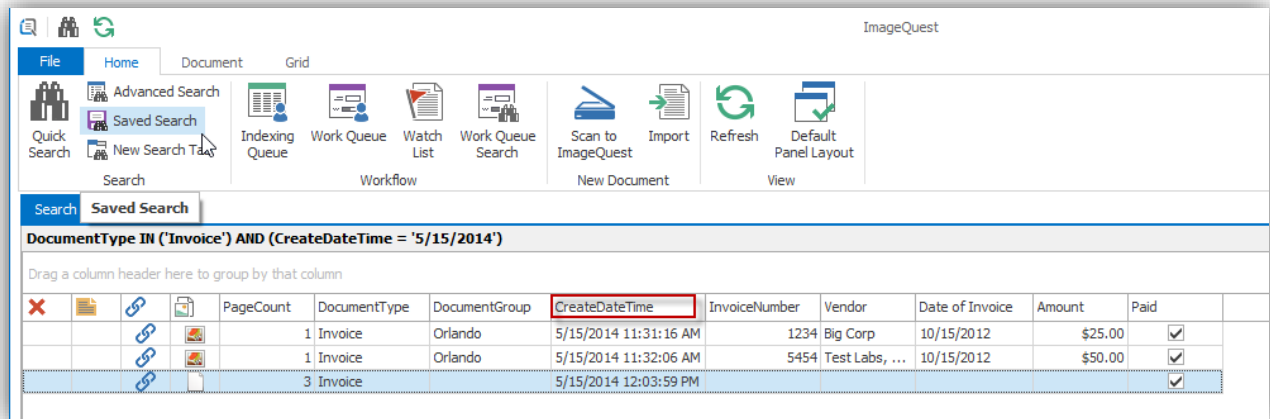 ImageQuest
File Home Document Grid
Quick Search
Advanced Search
Saved Search
New Search
Indexing Queue
Work Queue
Watch List
Work Queue Search
Scan to ImageQuest
Import
Refresh
Default Panel Layout
Search Workflow New Document View
Search Saved Search
DocumentType IN ('Invoice') AND (CreateDateTime = '5/15/2014')
Drag a column header here to group by that column
PageCount DocumentType DocumentGroup CreateDateTime InvoiceNumber Vendor Date of Invoice Amount Paid
1 Invoice Orlando 5/15/2014 11:31:16 AM 1234 Big Corp 10/15/2012 $25.00
1 Invoice Orlando 5/15/2014 11:32:06 AM 5454 Test Labs, ... 10/15/2012 $50.00
3 Invoice 5/15/2014 12:03:59 PM